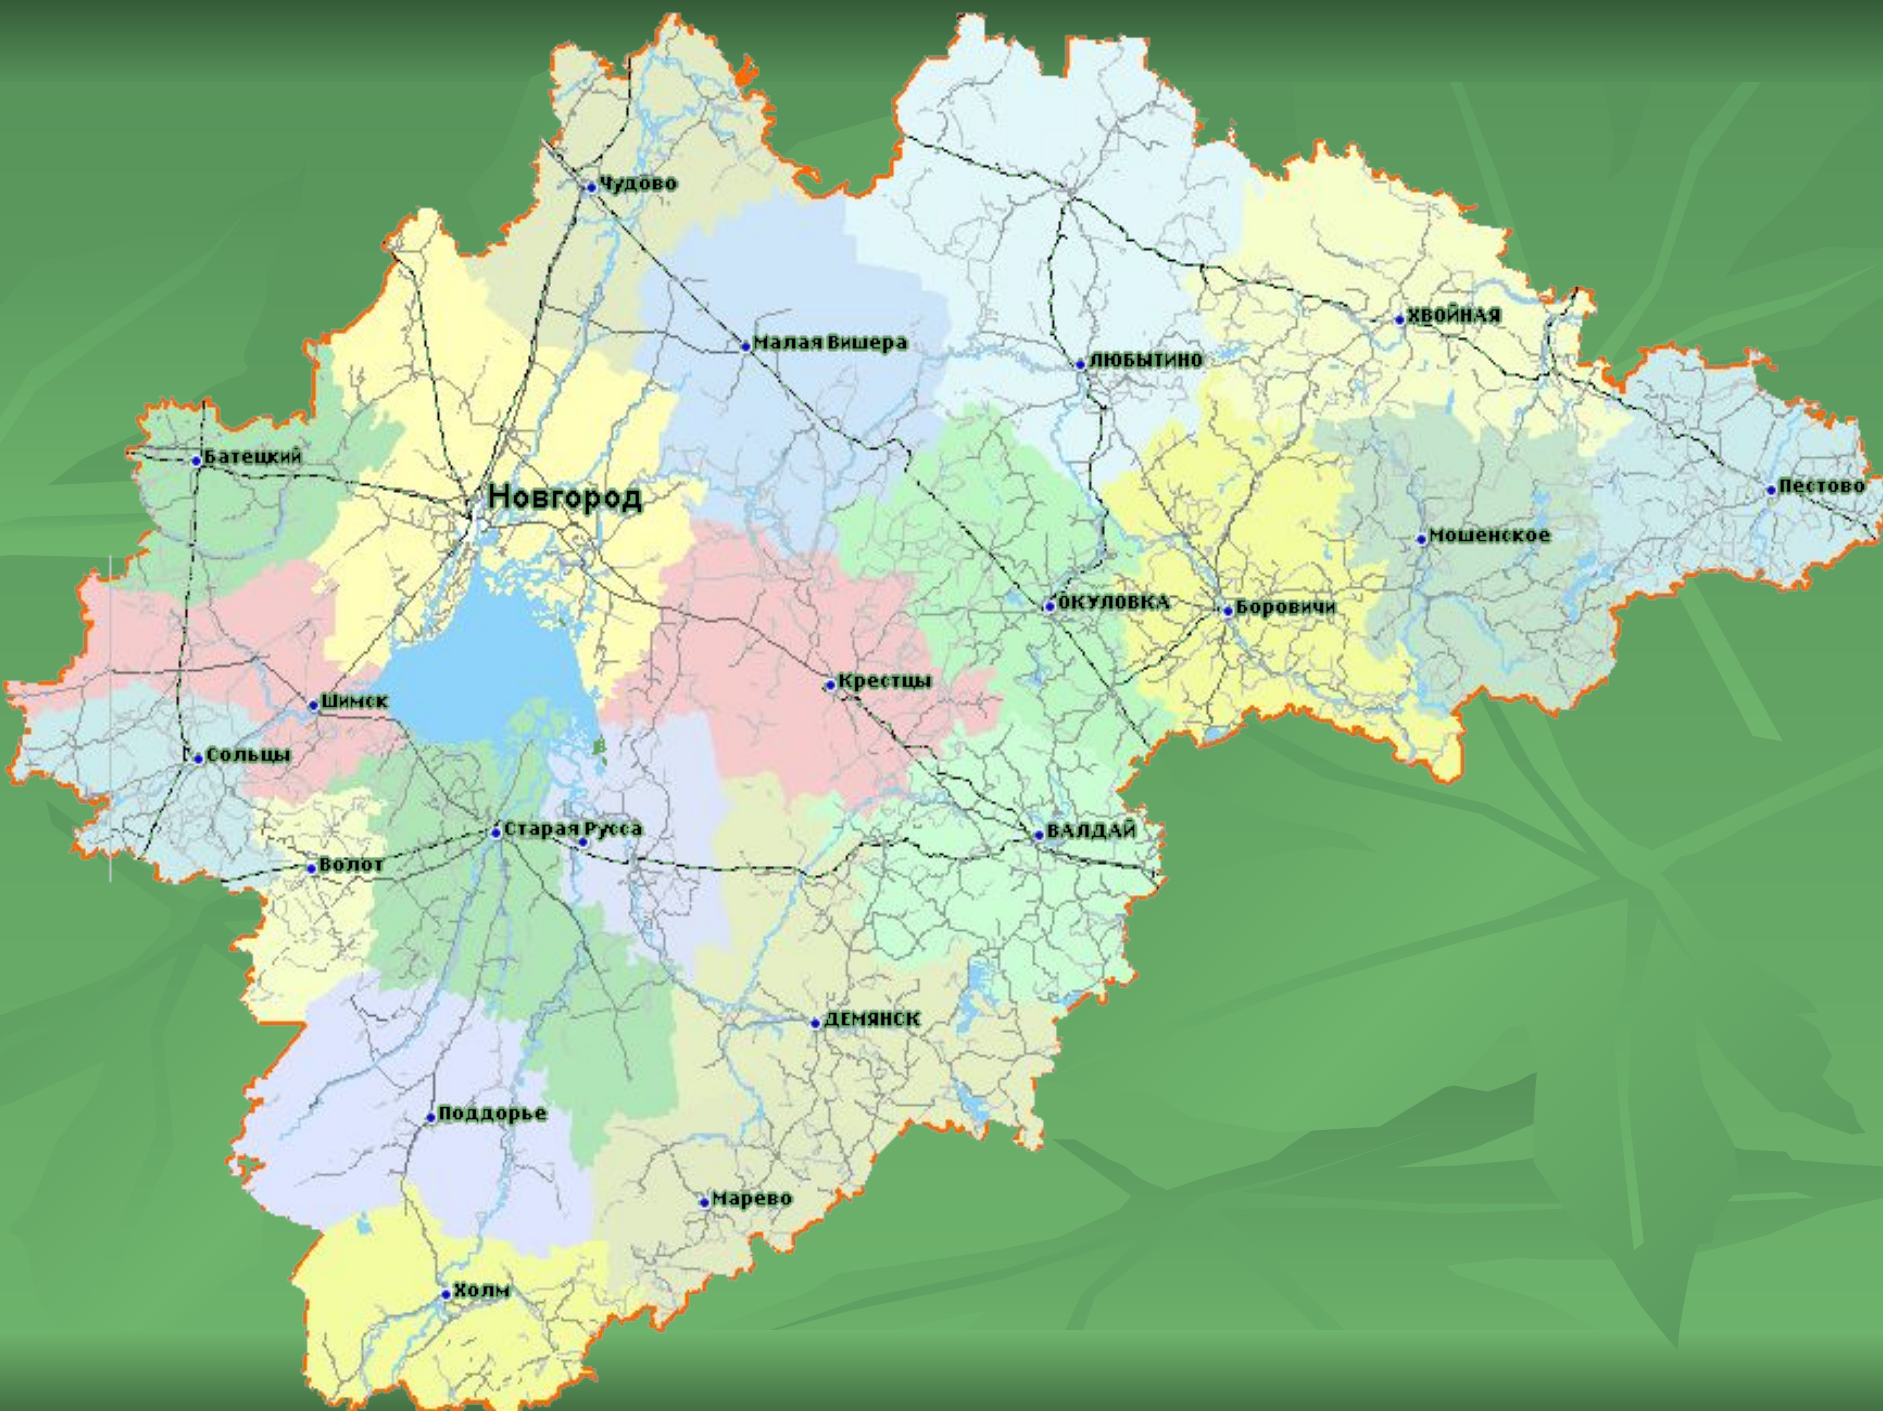 Чудово
ХВОЙНАЯ
Малая Вишера
ЛЮБЫТИНО
Батецкий
Пестово
Новгород
Мошенское
ОКУЛОВКА
Боровичи
Крестцы
Шимск
Сольцы
Старая Русса
ВАЛДАЙ
Волот
ДЕМЯНСК
Поддорье
Марево
Холм